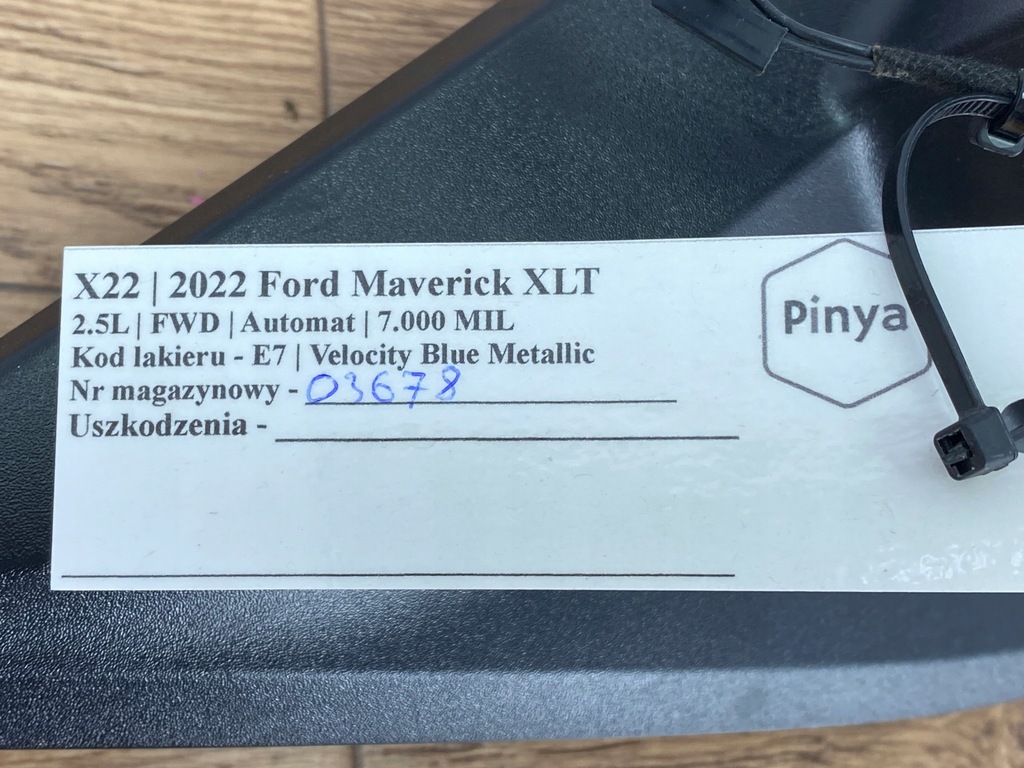 X22 | 2022 Ford Maverick XLT
2.5L | FWD | Automat | 7.000 MIL
Kod lakieru - E7 | Velocity Blue Metallic
Nr magazynowy - 03678
Uszkodzenia -
Pinya